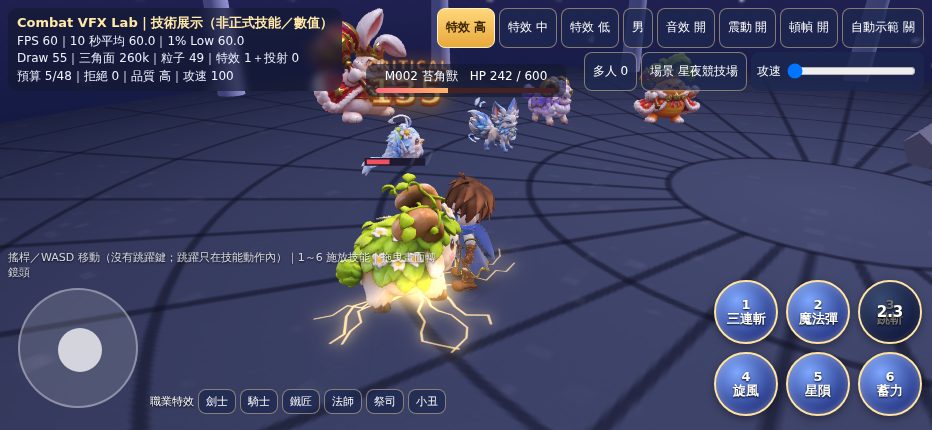 Combat VFX Lab｜技術展示（非正式技能／數值）
FPS 60｜10 秒平均 60.0｜1% Low 60.0
Draw 55｜三角面 260k｜粒子 49｜特效 1＋投射 0
預算 5/48｜拒絕 0｜品質 高｜攻速 100
特效 高
特效 中
特效 低
男
音效 開
震動 開
頓幀 開
自動示範 關
多人 0
場景 星夜競技場
攻速
M002 苔角獸 HP 242 / 600
搖桿／WASD 移動（沒有跳躍鍵；跳躍只在技能動作內）｜1～6 施放技能｜拖曳畫面轉
鏡頭
1
三連斬
2
魔法彈
2.3
4
旋風
5
星隕
6
蓄力
職業特效
劍士
騎士
鐵匠
法師
祭司
小丑